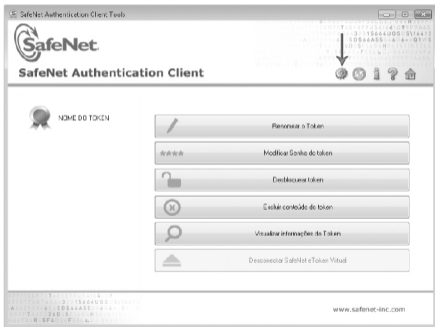 SafeNet Authentication Client Tools
SafeNet
SafeNet Authentication Client
NOME DO TOKEN
Renomear o Token
Modificar Senha do token
Desbloquear token
Excluir conteúdo do token
Visualizar informações do Token
Desconectar SafeNet eToken Virtual
www.safenet-inc.com